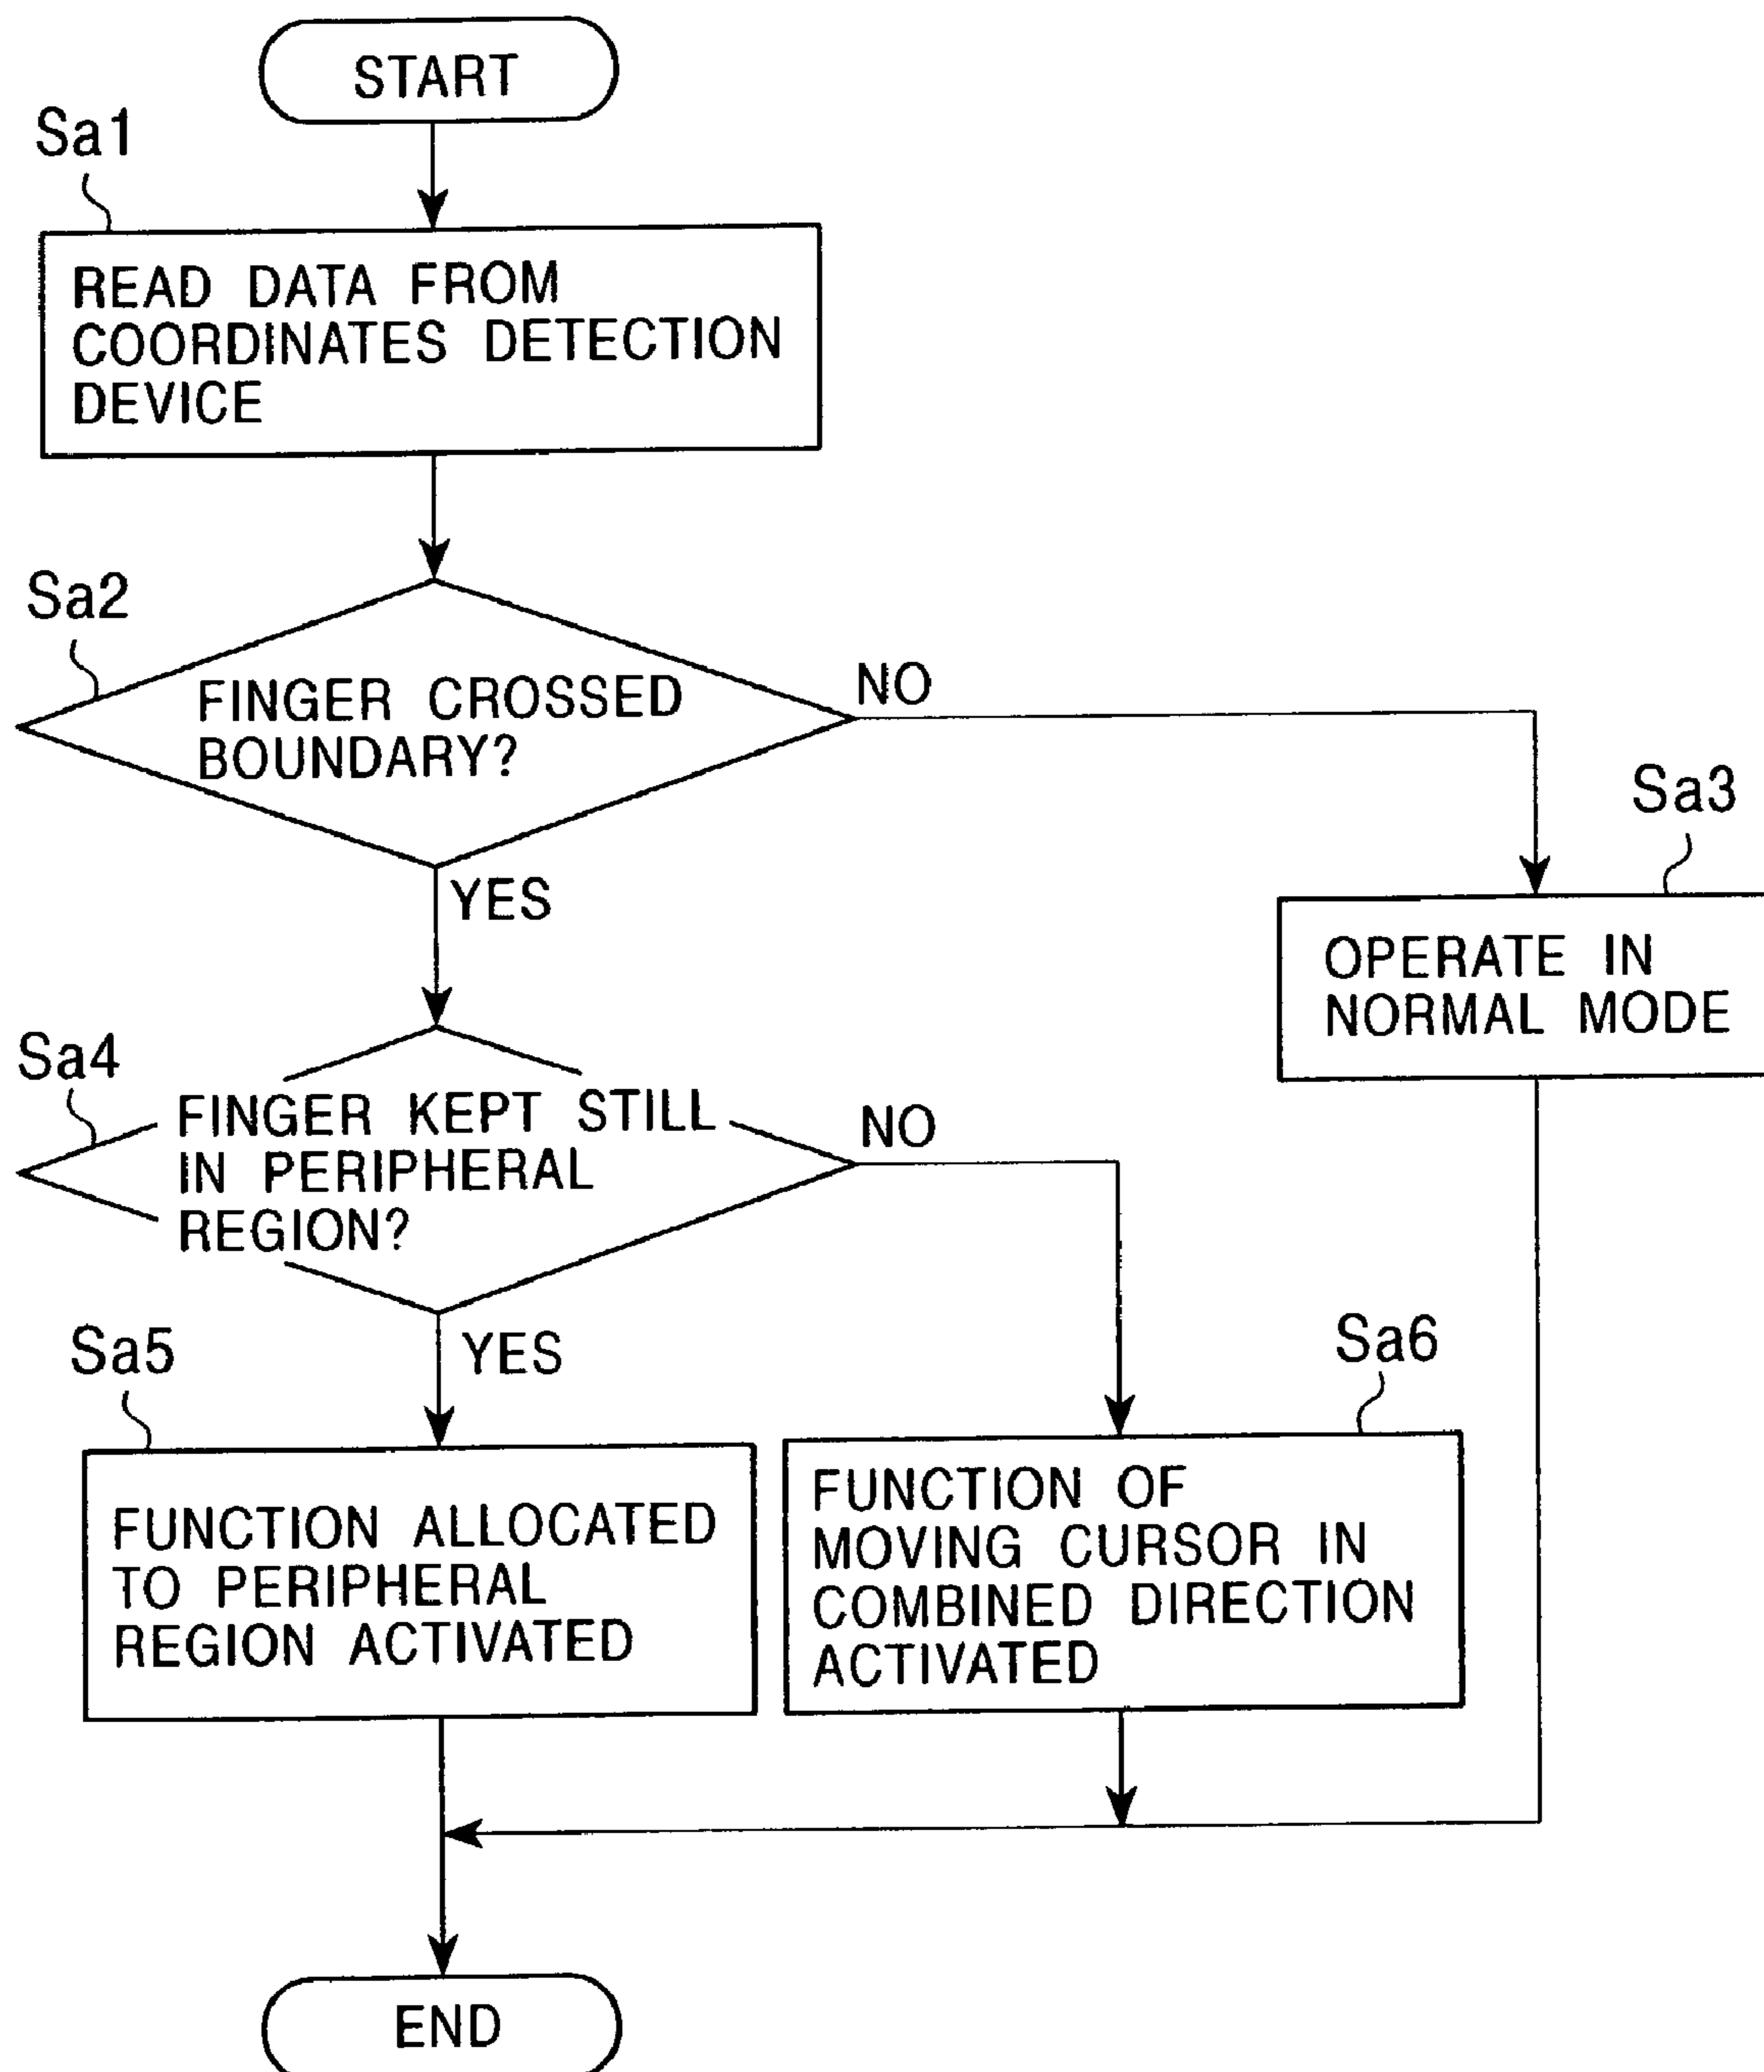 START
Sa1
READ DATA FROM
COORDINATES DETECTION
DEVICE
Sa2
FINGER CROSSED
BOUNDARY?
NO
YES
Sa3
OPERATE IN
NORMAL MODE
Sa4
FINGER KEPT STILL
IN PERIPHERAL
REGION?
NO
YES
Sa5
FUNCTION ALLOCATED
TO PERIPHERAL
REGION ACTIVATED
Sa6
FUNCTION OF
MOVING CURSOR IN
COMBINED DIRECTION
ACTIVATED
END